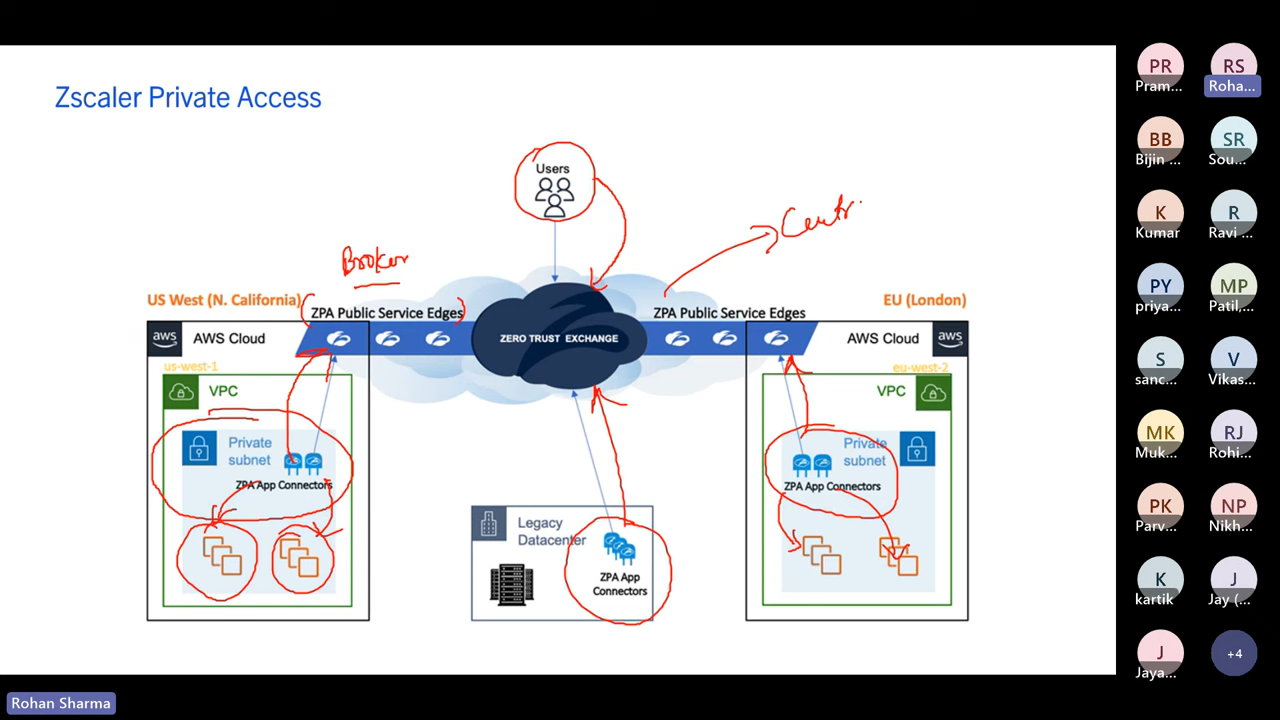 Zscaler Private Access
Users
Broker
Centr
US West (N. California)
ZPA Public Service Edges
ZPA Public Service Edges
EU (London)
aws
AWS Cloud
ZERO TRUST EXCHANGE
AWS Cloud
aws
us-west-1
eu-west-2
VPC
VPC
Private
subnet
ZPA App Connectors
Private
subnet
ZPA App Connectors
Legacy
Datacenter
ZPA App
Connectors
PR
Pram...
RS
Roha...
BB
Bijin ...
SR
Sou...
K
Kumar
R
Ravi ...
PY
priya...
MP
Patil,...
S
sanc...
V
Vikas...
MK
Muk...
RJ
Rohi...
PK
Parv...
NP
Nikh...
K
kartik
J
Jay (...
J
Jaya...
+4
Rohan Sharma